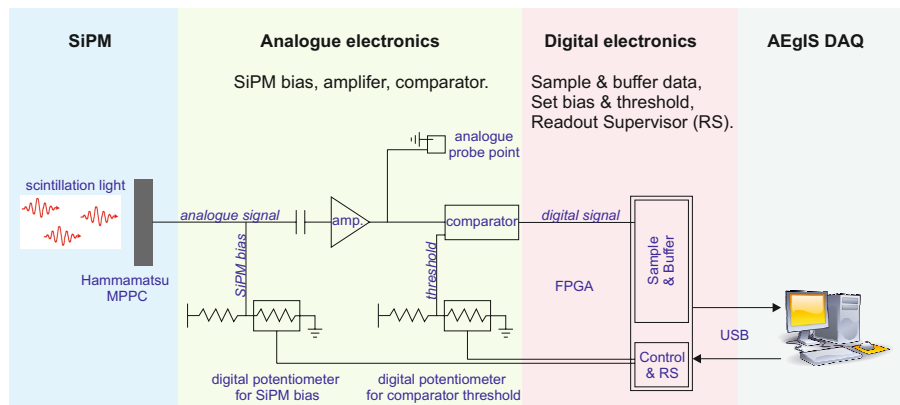 SiPM
Analogue electronics
SiPM bias, amplifer, comparator.
Digital electronics
Sample & buffer data,
Set bias & threshold,
Readout Supervisor (RS).
AEgIS DAQ
analogue
probe point
scintillation light
analogue signal
amp.
comparator
digital signal
Hammamatsu
MPPC
SiPM bias
threshold
FPGA
Sample
& Buffer
USB
Control
& RS
digital potentiometer
for SiPM bias
digital potentiometer
for comparator threshold